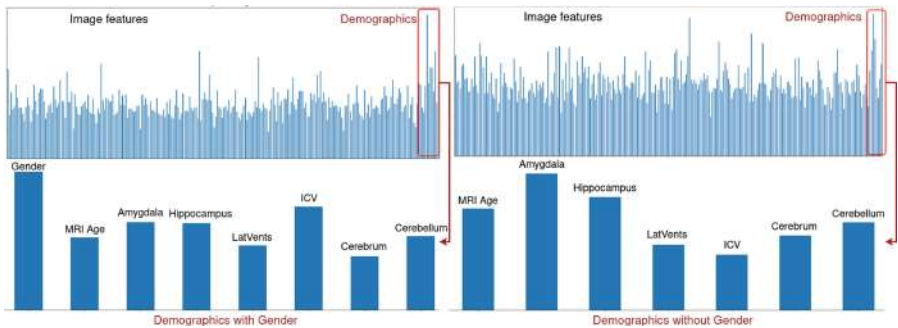 Image features
Demographics
Image features
Demographics
Gender
MRI Age
Amygdala
Hippocampus
LatVents
ICV
Cerebrum
Cerebellum
MRI Age
Amygdala
Hippocampus
LatVents
ICV
Cerebrum
Cerebellum
Demographics with Gender
Demographics without Gender